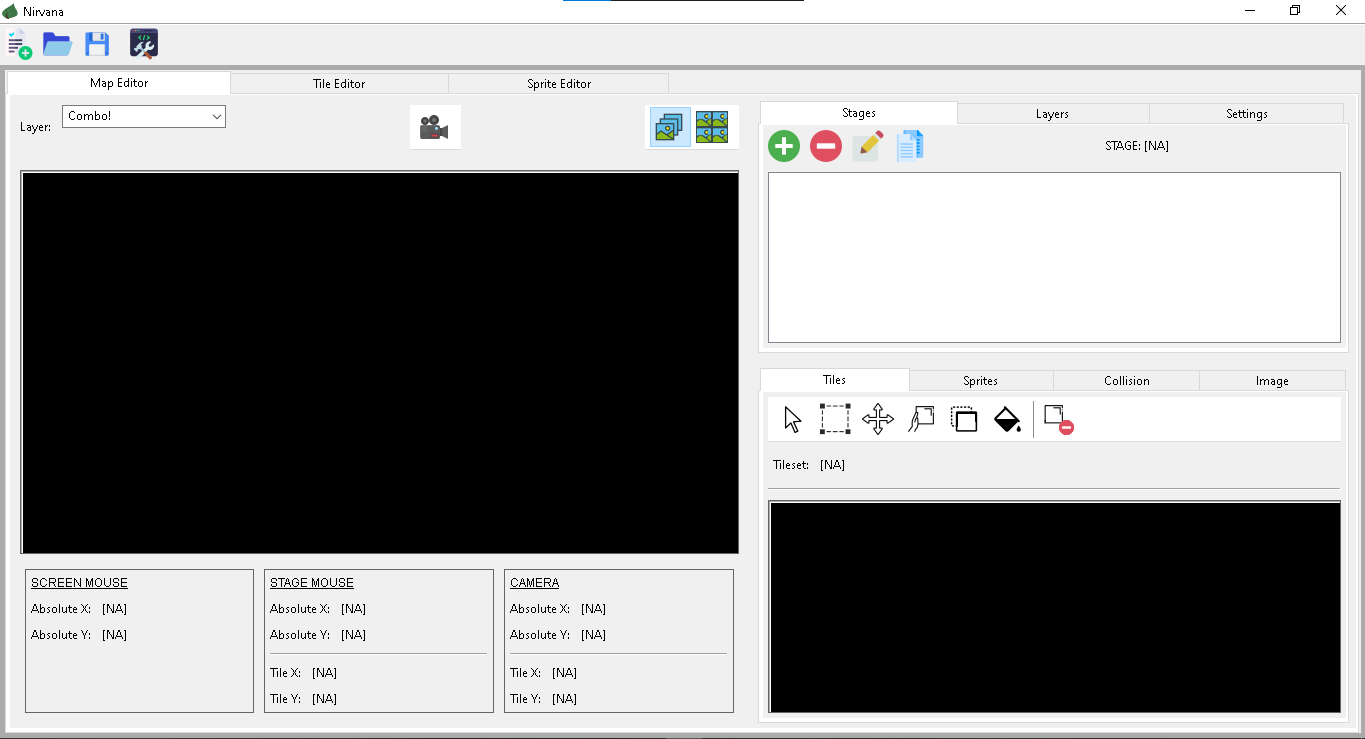 Nirvana
Map Editor
Tile Editor
Sprite Editor
Layer:
Combo!
Stages
Layers
Settings
STAGE: [NA]
Tiles
Sprites
Collision
Image
Tileset: [NA]
SCREEN MOUSE
Absolute X: [NA]
Absolute Y: [NA]
STAGE MOUSE
Absolute X: [NA]
Absolute Y: [NA]
Tile X: [NA]
Tile Y: [NA]
CAMERA
Absolute X: [NA]
Absolute Y: [NA]
Tile X: [NA]
Tile Y: [NA]